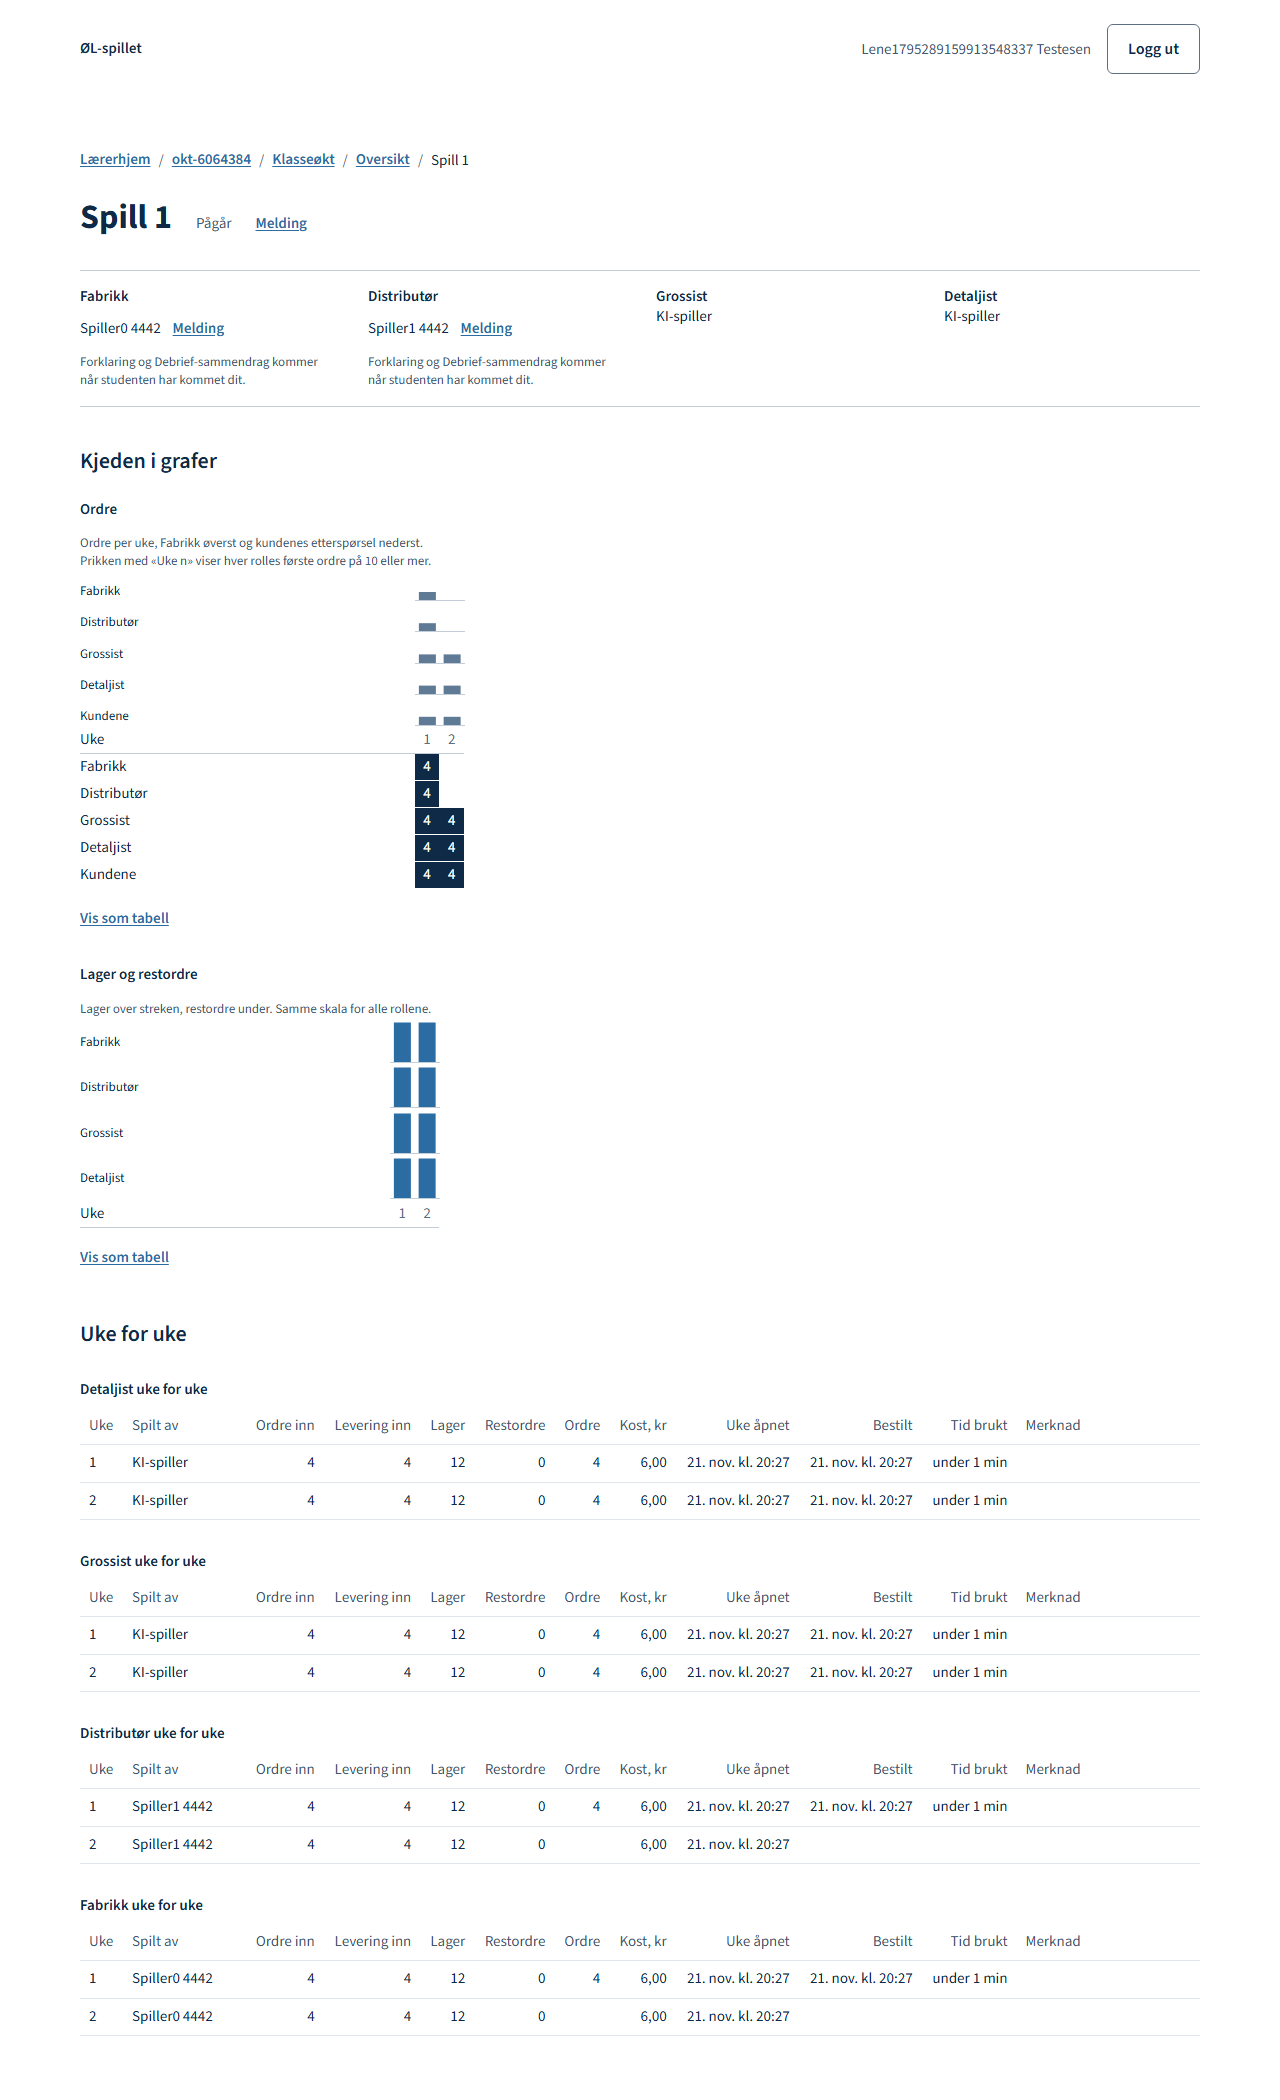 ØL-spillet
Lene1795289159913548337 Testesen
Logg ut
Lærerhjem / okt-6064384 / Klasseøkt / Oversikt / Spill 1
Spill 1 Pågår Melding
Fabrikk
Spiller0 4442 Melding
Forklaring og Debrief-sammendrag kommer
når studenten har kommet dit.
Distributør
Spiller1 4442 Melding
Forklaring og Debrief-sammendrag kommer
når studenten har kommet dit.
Grossist
KI-spiller
Detaljist
KI-spiller
Kjeden i grafer
Ordre
Ordre per uke, Fabrikk øverst og kundenes etterspørsel nederst.
Prikken med «Uke n» viser hver rolles første ordre på 10 eller mer.
Fabrikk
Distributør
Grossist
Detaljist
Kundene
Uke 1 2
Fabrikk 4
Distributør 4
Grossist 4 4
Detaljist 4 4
Kundene 4 4
Vis som tabell
Lager og restordre
Lager over streken, restordre under. Samme skala for alle rollene.
Fabrikk
Distributør
Grossist
Detaljist
Uke 1 2
Vis som tabell
Uke for uke
Detaljist uke for uke
Uke Spilt av Ordre inn Levering inn Lager Restordre Ordre Kost, kr Uke åpnet Bestilt Tid brukt Merknad
1 KI-spiller 4 4 12 0 4 6,00 21. nov. kl. 20:27 21. nov. kl. 20:27 under 1 min
2 KI-spiller 4 4 12 0 4 6,00 21. nov. kl. 20:27 21. nov. kl. 20:27 under 1 min
Grossist uke for uke
Uke Spilt av Ordre inn Levering inn Lager Restordre Ordre Kost, kr Uke åpnet Bestilt Tid brukt Merknad
1 KI-spiller 4 4 12 0 4 6,00 21. nov. kl. 20:27 21. nov. kl. 20:27 under 1 min
2 KI-spiller 4 4 12 0 4 6,00 21. nov. kl. 20:27 21. nov. kl. 20:27 under 1 min
Distributør uke for uke
Uke Spilt av Ordre inn Levering inn Lager Restordre Ordre Kost, kr Uke åpnet Bestilt Tid brukt Merknad
1 Spiller1 4442 4 4 12 0 4 6,00 21. nov. kl. 20:27 21. nov. kl. 20:27 under 1 min
2 Spiller1 4442 4 4 12 0 6,00 21. nov. kl. 20:27
Fabrikk uke for uke
Uke Spilt av Ordre inn Levering inn Lager Restordre Ordre Kost, kr Uke åpnet Bestilt Tid brukt Merknad
1 Spiller0 4442 4 4 12 0 4 6,00 21. nov. kl. 20:27 21. nov. kl. 20:27 under 1 min
2 Spiller0 4442 4 4 12 0 6,00 21. nov. kl. 20:27